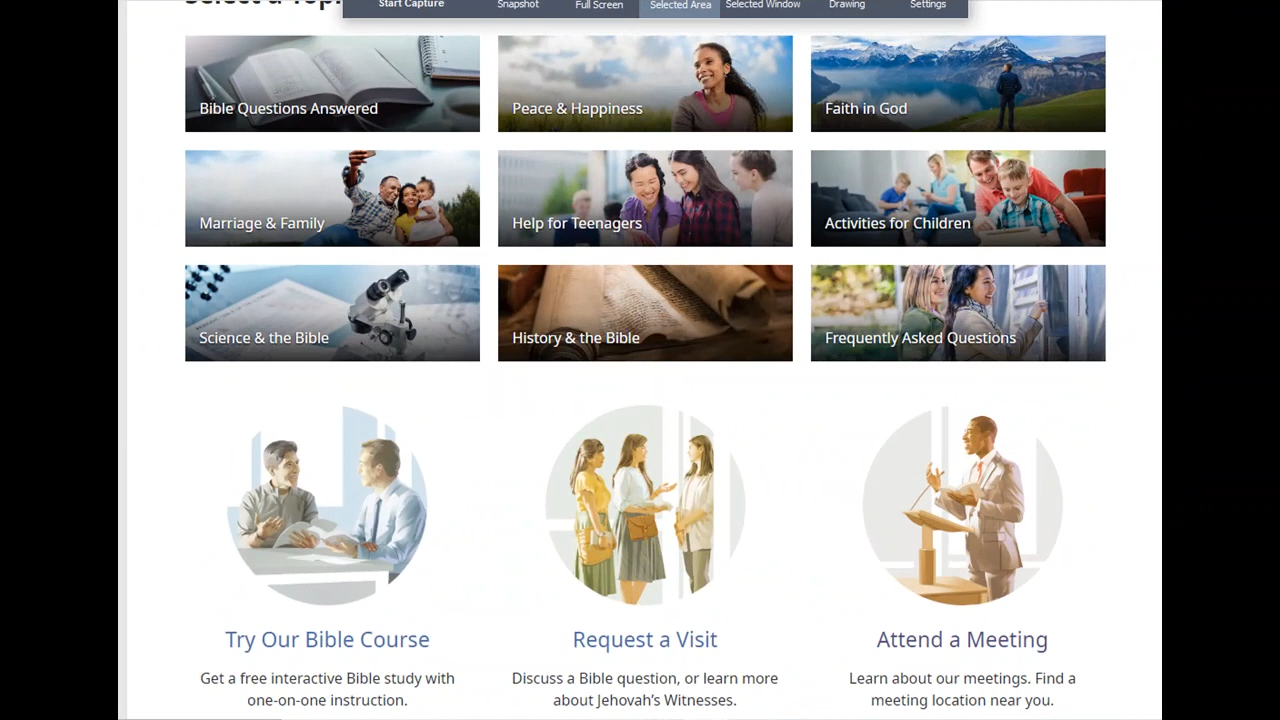 Select a Topic
Start Capture Snapshot Full Screen Selected Area Selected Window Drawing Settings
Bible Questions Answered Peace & Happiness Faith in God
Marriage & Family Help for Teenagers Activities for Children
Science & the Bible History & the Bible Frequently Asked Questions
Try Our Bible Course Request a Visit Attend a Meeting
Get a free interactive Bible study with
one-on-one instruction.
Discuss a Bible question, or learn more
about Jehovah’s Witnesses.
Learn about our meetings. Find a
meeting location near you.